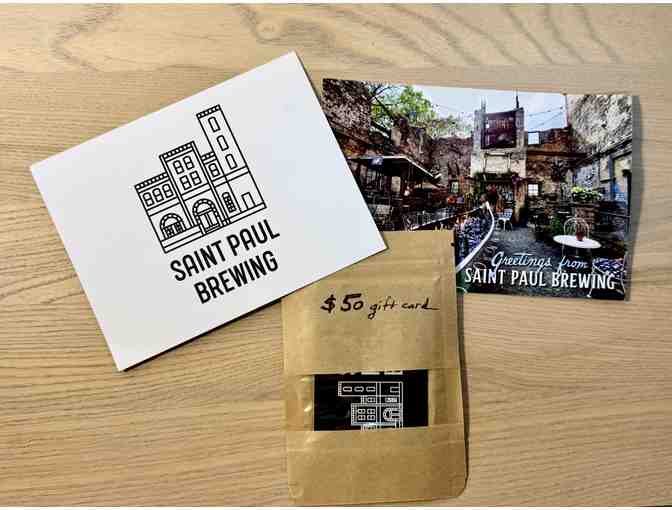 SAINT PAUL
BREWING
Greetings from
SAINT PAUL BREWING
$50 gift card